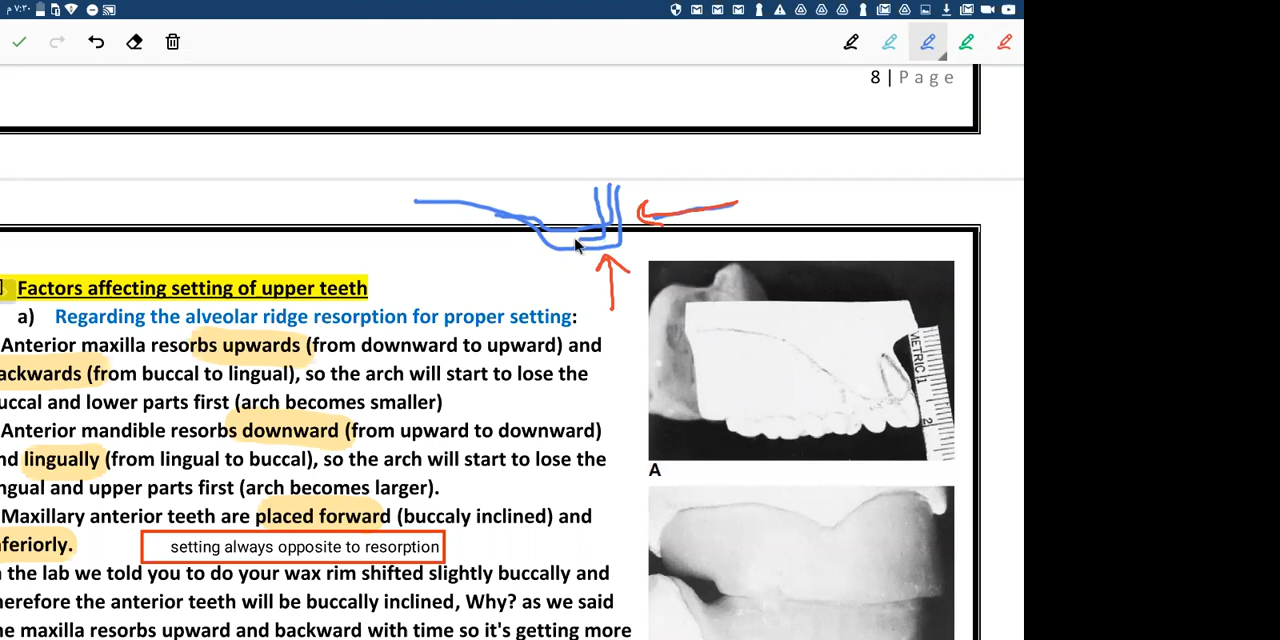 م ٧:٣٠
8 | Page
Factors affecting setting of upper teeth
a) Regarding the alveolar ridge resorption for proper setting:
Anterior maxilla resorbs upwards (from downward to upward) and
ackwards (from buccal to lingual), so the arch will start to lose the
uccal and lower parts first (arch becomes smaller)
Anterior mandible resorbs downward (from upward to downward)
nd lingually (from lingual to buccal), so the arch will start to lose the
ngual and upper parts first (arch becomes larger).
Maxillary anterior teeth are placed forward (buccaly inclined) and
nferiorly.
setting always opposite to resorption
n the lab we told you to do your wax rim shifted slightly buccally and
herefore the anterior teeth will be buccally inclined, Why? as we said
he maxilla resorbs upward and backward with time so it's getting more
METRIC 1
2
A